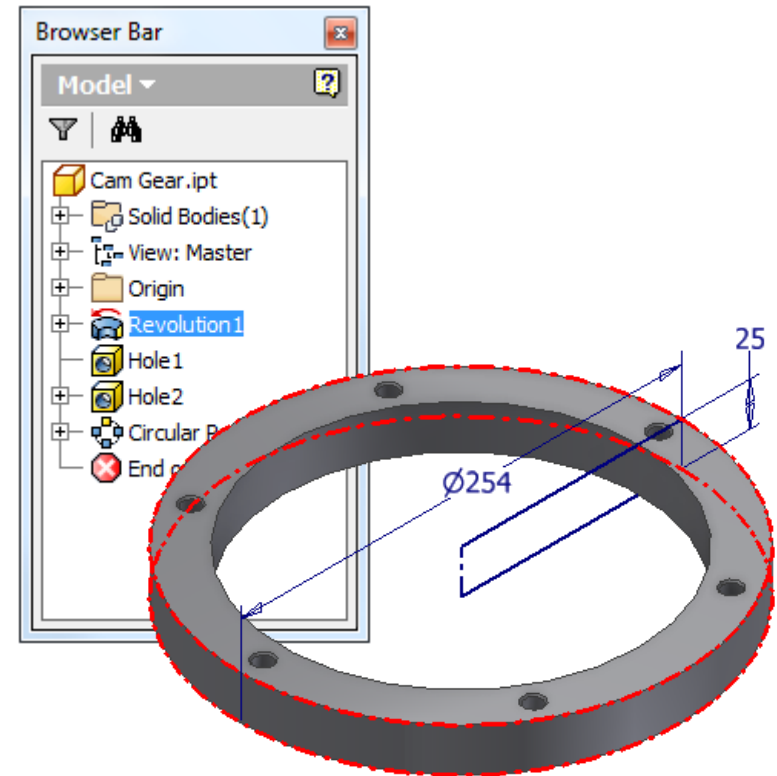 Browser Bar
Model
Cam Gear.ipt
Solid Bodies(1)
View: Master
Origin
Revolution1
Hole1
Hole2
Circular
End
25
Ø254